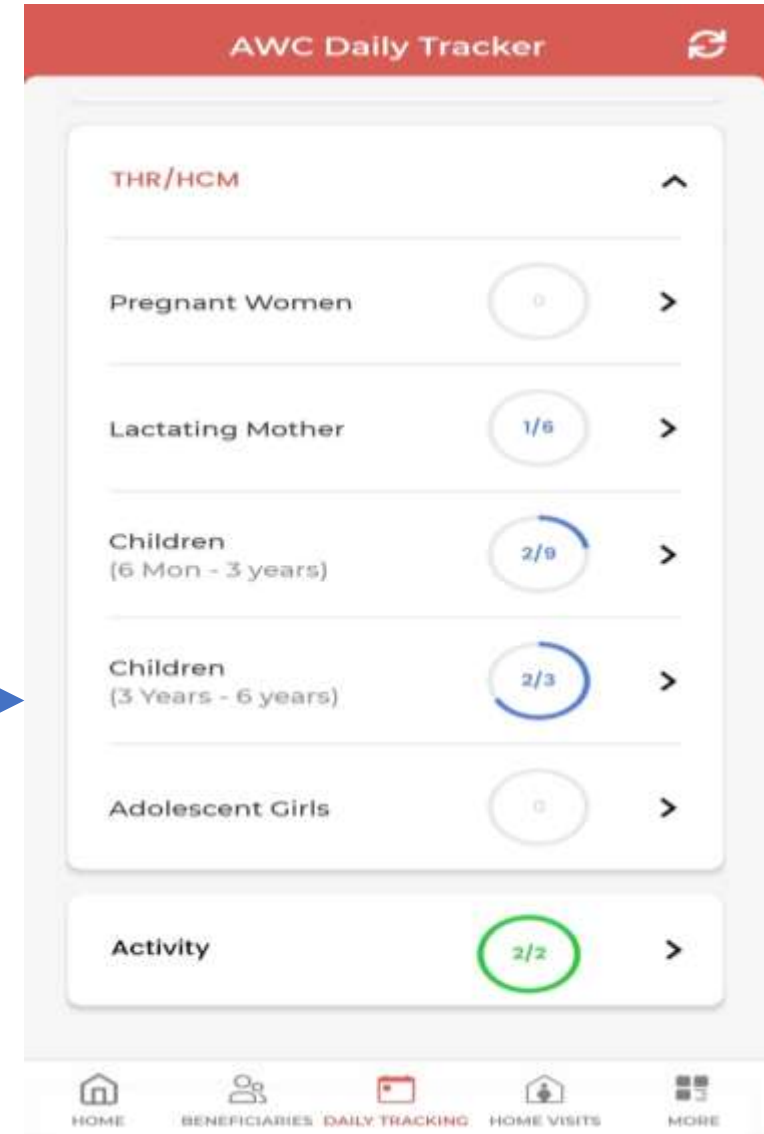 AWC Daily Tracker
THR/HCM
Pregnant Women
0
Lactating Mother
1/6
Children
(6 Mon - 3 years)
2/9
Children
(3 Years - 6 years)
2/3
Adolescent Girls
0
Activity
2/2
HOME
BENEFICIARIES
DAILY TRACKING
HOME VISITS
MORE